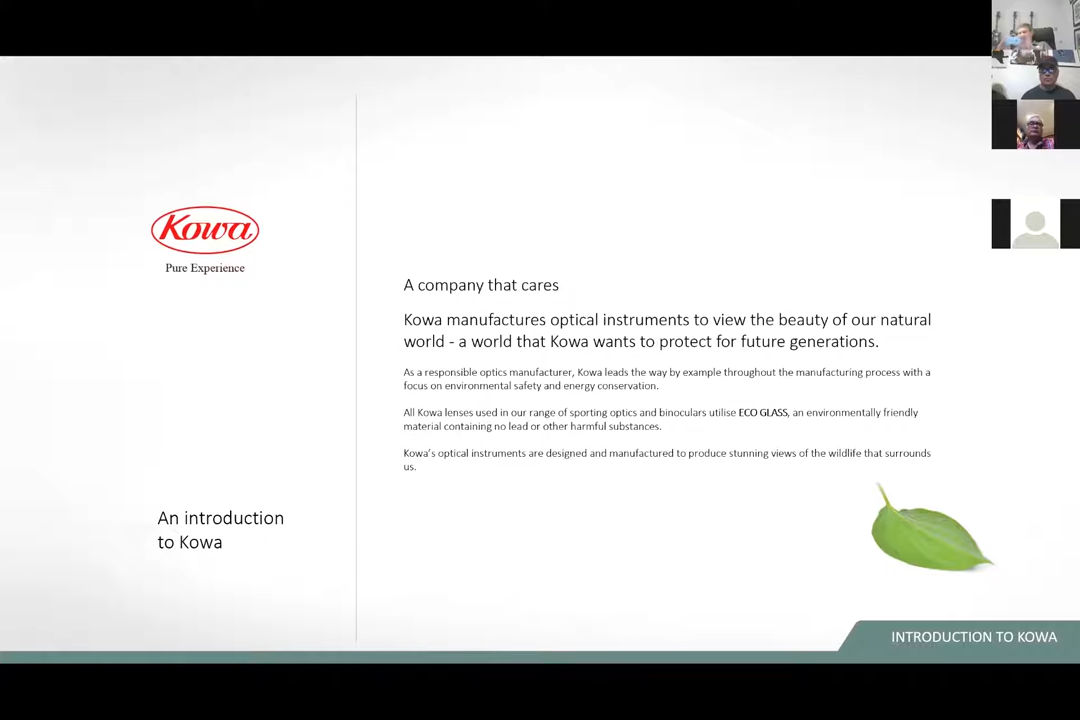 Kowa
Pure Experience
An introduction
to Kowa
A company that cares
Kowa manufactures optical instruments to view the beauty of our natural
world - a world that Kowa wants to protect for future generations.
As a responsible optics manufacturer, Kowa leads the way by example throughout the manufacturing process with a
focus on environmental safety and energy conservation.
All Kowa lenses used in our range of sporting optics and binoculars utilise ECO GLASS, an environmentally friendly
material containing no lead or other harmful substances.
Kowa's optical instruments are designed and manufactured to produce stunning views of the wildlife that surrounds
us.
INTRODUCTION TO KOWA